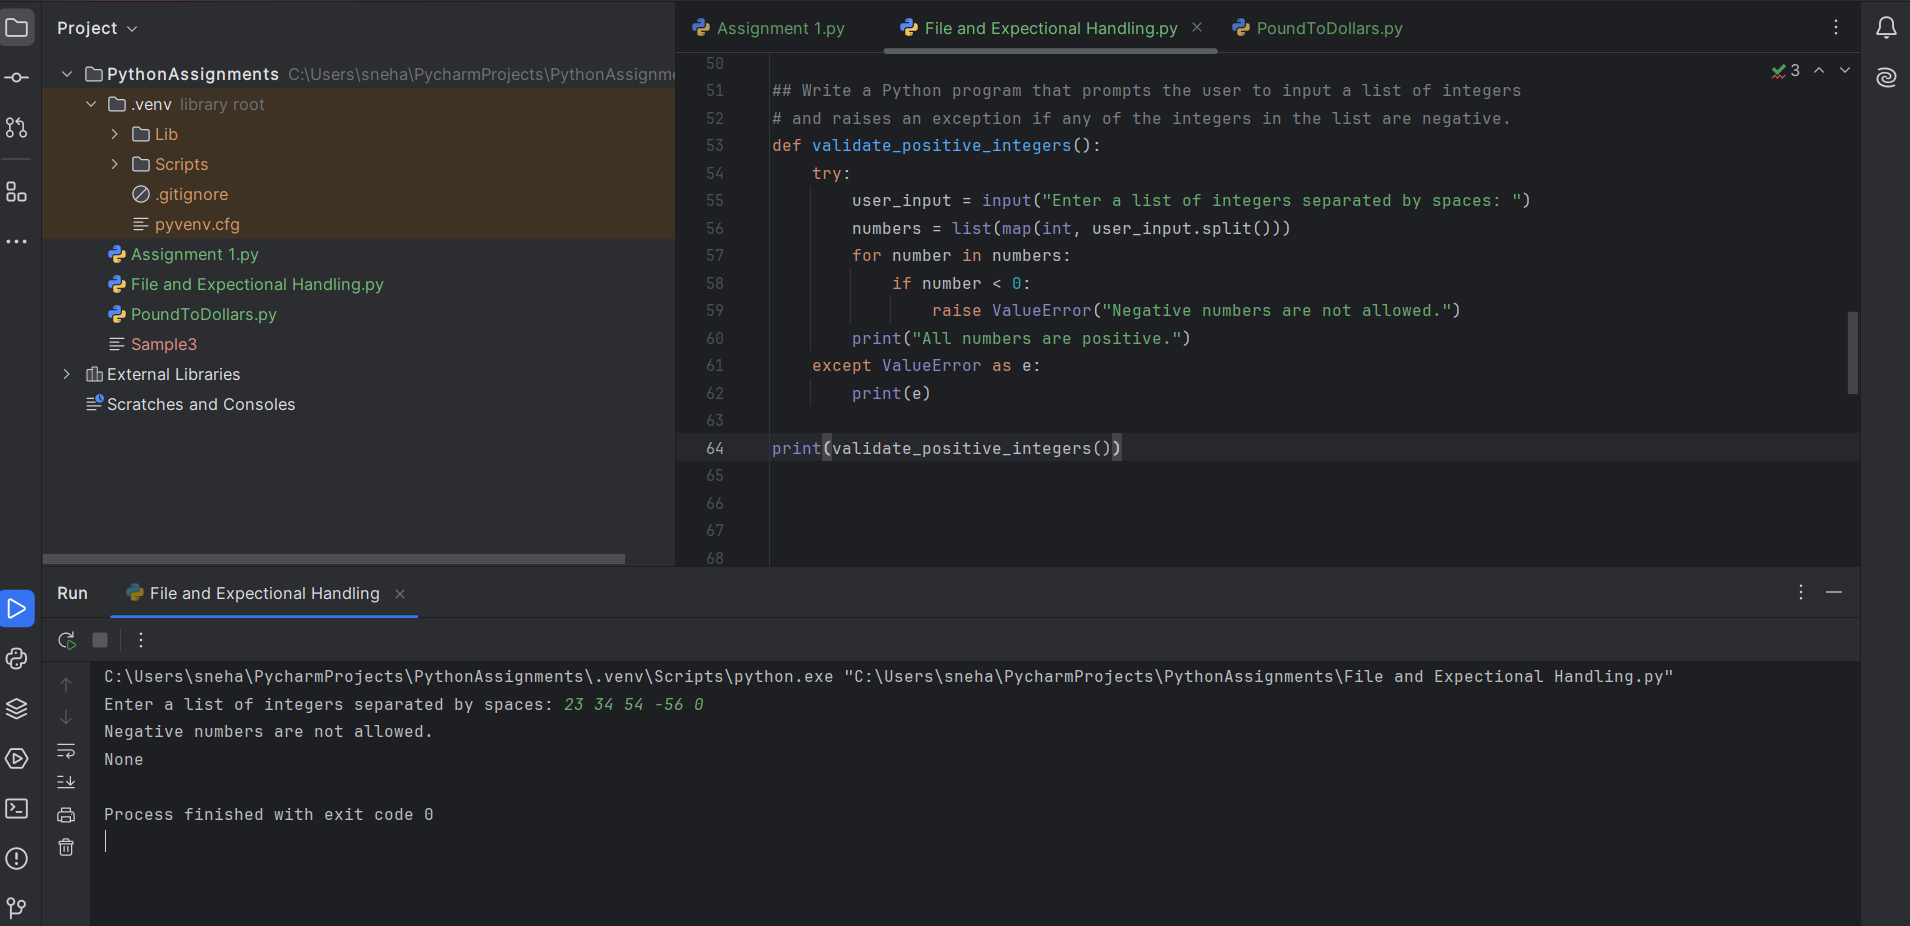 Project
Assignment 1.py
File and Expectional Handling.py
PoundToDollars.py
PythonAssignments C:\Users\sneha\PycharmProjects\PythonAssignme
.venv library root
Lib
Scripts
.gitignore
pyvenv.cfg
Assignment 1.py
File and Expectional Handling.py
PoundToDollars.py
Sample3
External Libraries
Scratches and Consoles
3
50
51 ## Write a Python program that prompts the user to input a list of integers
52 # and raises an exception if any of the integers in the list are negative.
53 def validate_positive_integers():
54 try:
55 user_input = input("Enter a list of integers separated by spaces: ")
56 numbers = list(map(int, user_input.split()))
57 for number in numbers:
58 if number < 0:
59 raise ValueError("Negative numbers are not allowed.")
60 print("All numbers are positive.")
61 except ValueError as e:
62 print(e)
63
64 print(validate_positive_integers())
65
66
67
68
Run
File and Expectional Handling
C:\Users\sneha\PycharmProjects\PythonAssignments\.venv\Scripts\python.exe "C:\Users\sneha\PycharmProjects\PythonAssignments\File and Expectional Handling.py"
Enter a list of integers separated by spaces: 23 34 54 -56 0
Negative numbers are not allowed.
None
Process finished with exit code 0